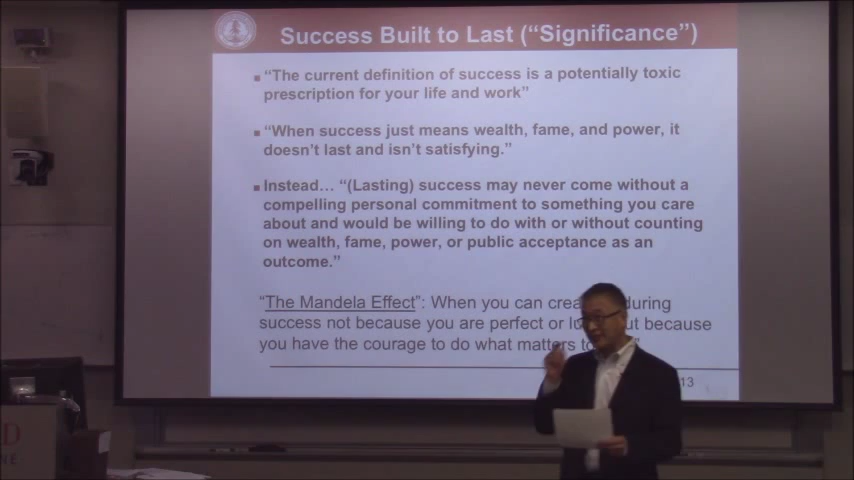 Success Built to Last (“Significance”)
“The current definition of success is a potentially toxic
prescription for your life and work”
“When success just means wealth, fame, and power, it
doesn’t last and isn’t satisfying.”
Instead… “(Lasting) success may never come without a
compelling personal commitment to something you care
about and would be willing to do with or without counting
on wealth, fame, power, or public acceptance as an
outcome.”
“The Mandela Effect”: When you can
success not because you are perfect or but because
you have the courage to do what matters
13